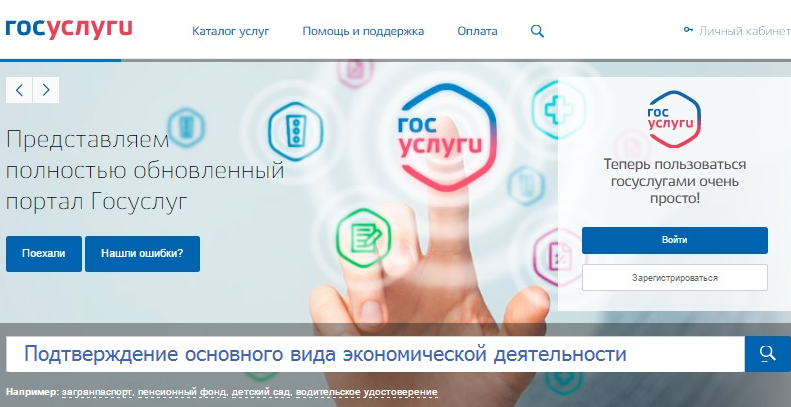 госуслуги
Каталог услуг
Помощь и поддержка
Оплата
Личный кабинет
Представляем
полностью обновленный
портал Госуслуг
Поехали
Нашли ошибки?
гос
услуги
гос
услуги
Теперь пользоваться
госуслугами очень
просто!
Войти
Зарегистрироваться
Подтверждение основного вида экономической деятельности
Например: загранпаспорт, пенсионный фонд, детский сад, водительское удостоверение